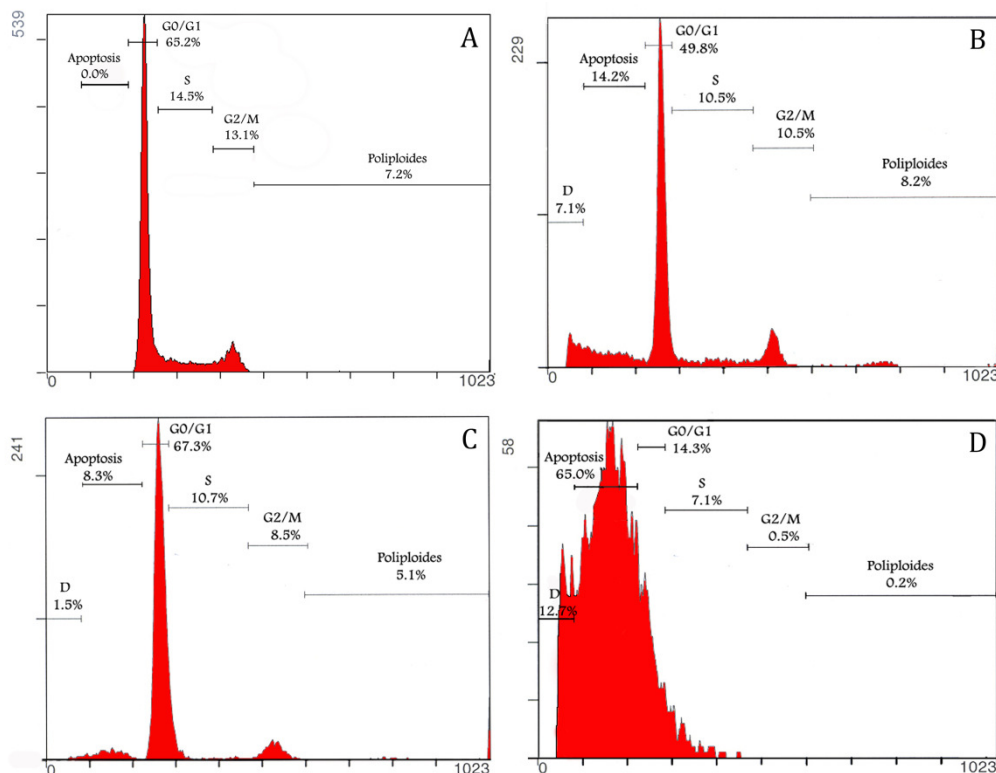 539
A
G0/G1
65.2%
Apoptosis
0.0%
S
14.5%
G2/M
13.1%
Poliploides
7.2%
0
1023
229
B
G0/G1
49.8%
Apoptosis
14.2%
S
10.5%
G2/M
10.5%
Poliploides
8.2%
D
7.1%
0
1023
241
C
G0/G1
67.3%
Apoptosis
8.3%
S
10.7%
G2/M
8.5%
Poliploides
5.1%
D
1.5%
0
1023
58
D
G0/G1
14.3%
Apoptosis
65.0%
S
7.1%
G2/M
0.5%
Poliploides
0.2%
D
12.7%
0
1023